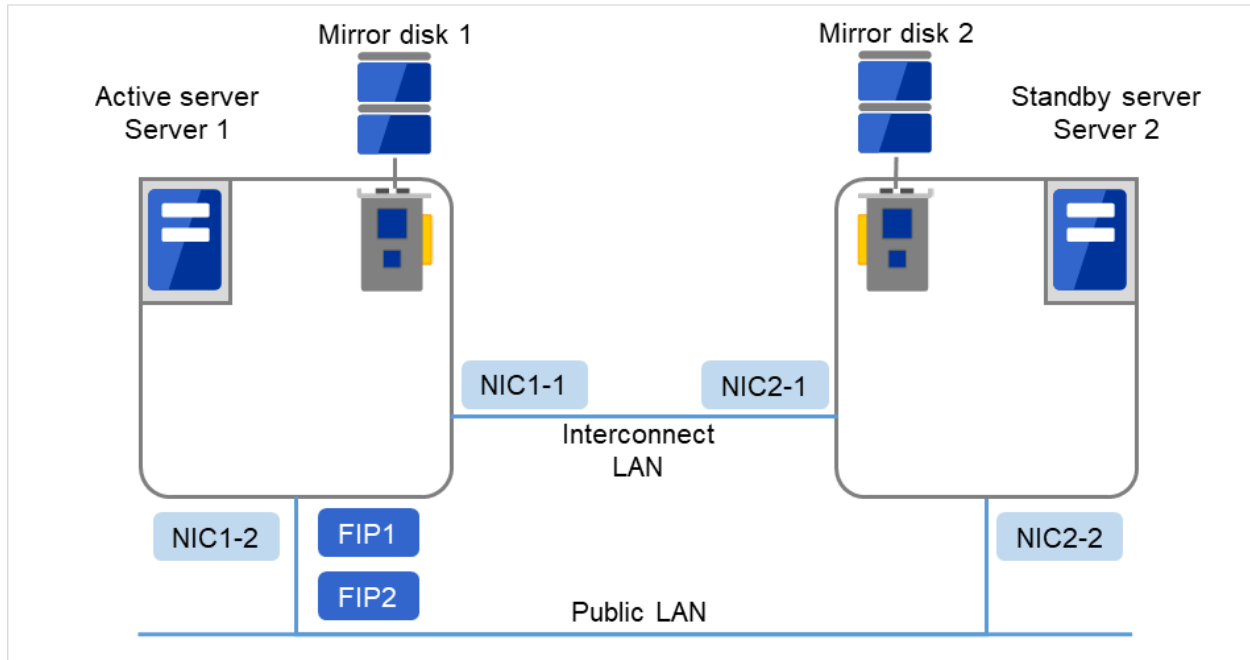 Mirror disk 1
Mirror disk 2
Active server
Server 1
Standby server
Server 2
NIC1-1
NIC2-1
Interconnect
LAN
NIC1-2
FIP1
NIC2-2
FIP2
Public LAN